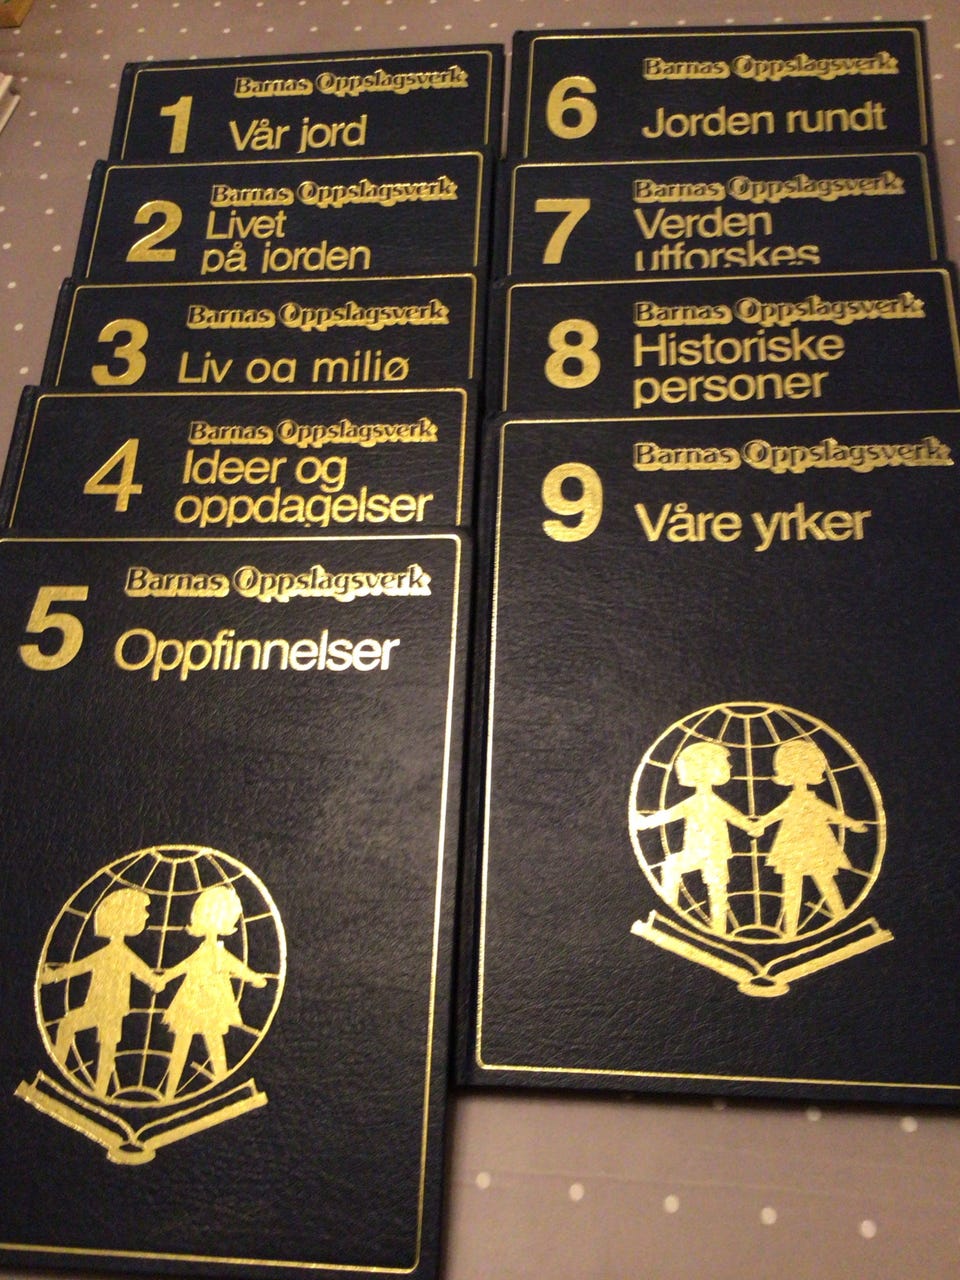 Barnas Oppslagsverk
1
Vår jord
Barnas Oppslagsverk
2
Livet
på jorden
Barnas Oppslagsverk
3
Liv og miljø
Barnas Oppslagsverk
4
Ideer og
oppdagelser
Barnas Oppslagsverk
5
Oppfinnelser
Barnas Oppslagsverk
6
Jorden rundt
Barnas Oppslagsverk
7
Verden
utforskes
Barnas Oppslagsverk
8
Historiske
personer
Barnas Oppslagsverk
9
Våre yrker